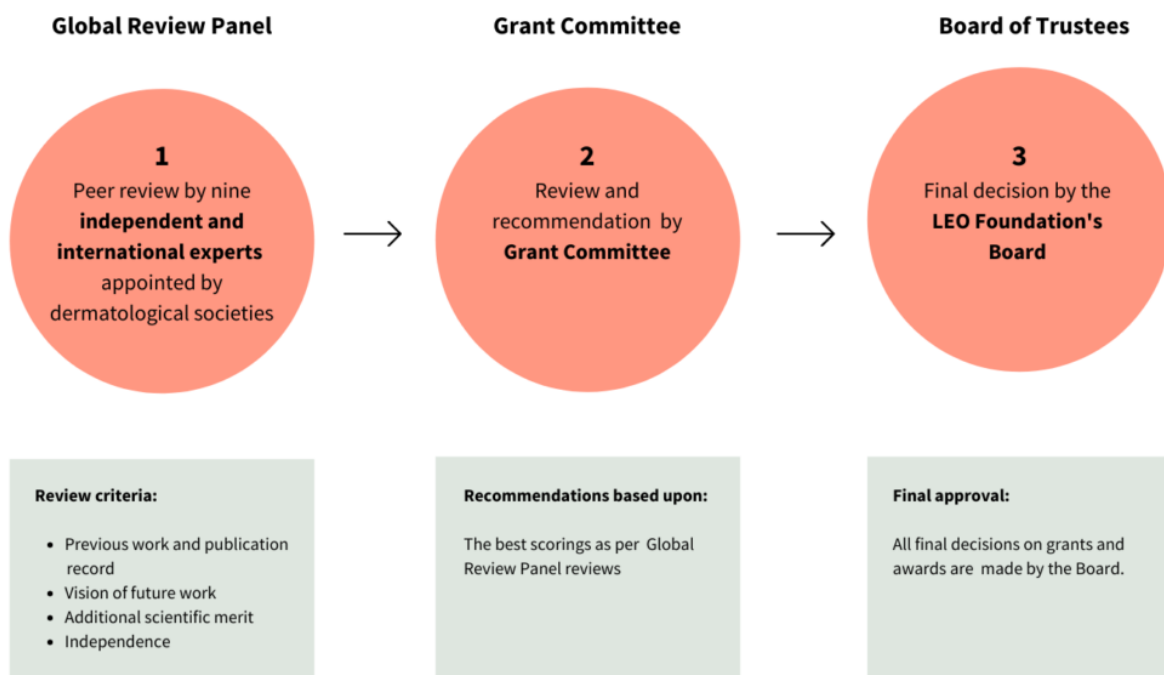 Global Review Panel
Grant Committee
Board of Trustees
1
Peer review by nine
independent and
international experts
appointed by
dermatological societies
2
Review and
recommendation by
Grant Committee
3
Final decision by the
LEO Foundation's
Board
Review criteria:
• Previous work and publication
record
• Vision of future work
• Additional scientific merit
• Independence
Recommendations based upon:
The best scorings as per Global
Review Panel reviews
Final approval:
All final decisions on grants and
awards are made by the Board.